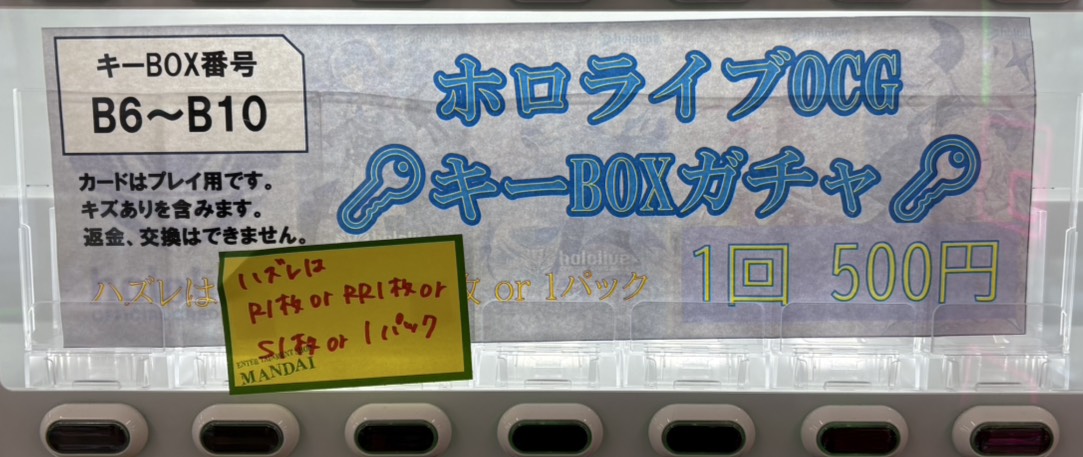 キーBOX番号
B6～B10
カードはプレイ用です。
キズありを含みます。
返金、交換はできません。
ホロライブOCG
キーBOXガチャ
ハズレは
枚 or 1パック
1回 500円
ハズレは
R1枚 or RR1枚 or
S1枚 or 1パック
MANDAI